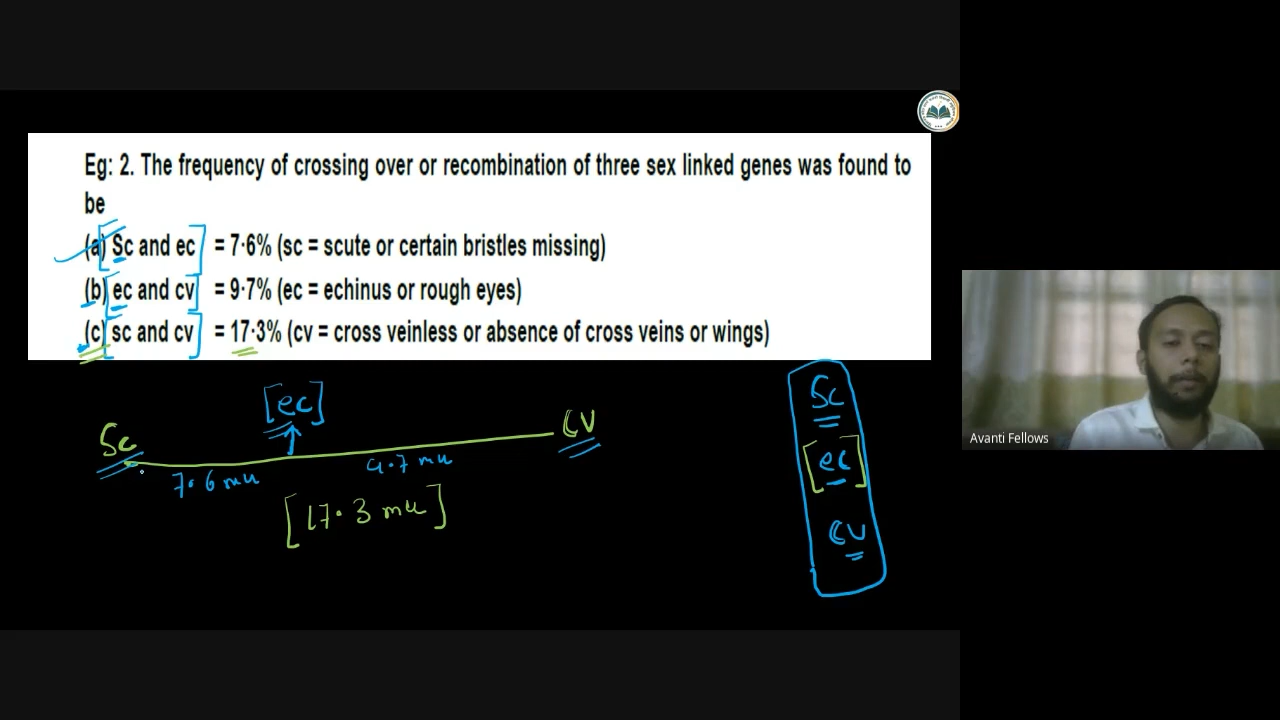 Eg: 2. The frequency of crossing over or recombination of three sex linked genes was found to
be
(a) Sc and ec = 7·6% (sc = scute or certain bristles missing)
(b) ec and cv = 9·7% (ec = echinus or rough eyes)
(c) sc and cv = 17·3% (cv = cross veinless or absence of cross veins or wings)
[ec]
Sc
CV
7.6 mu
9.7 mu
[17.3 mu]
Sc
[ec]
CV
Avanti Fellows